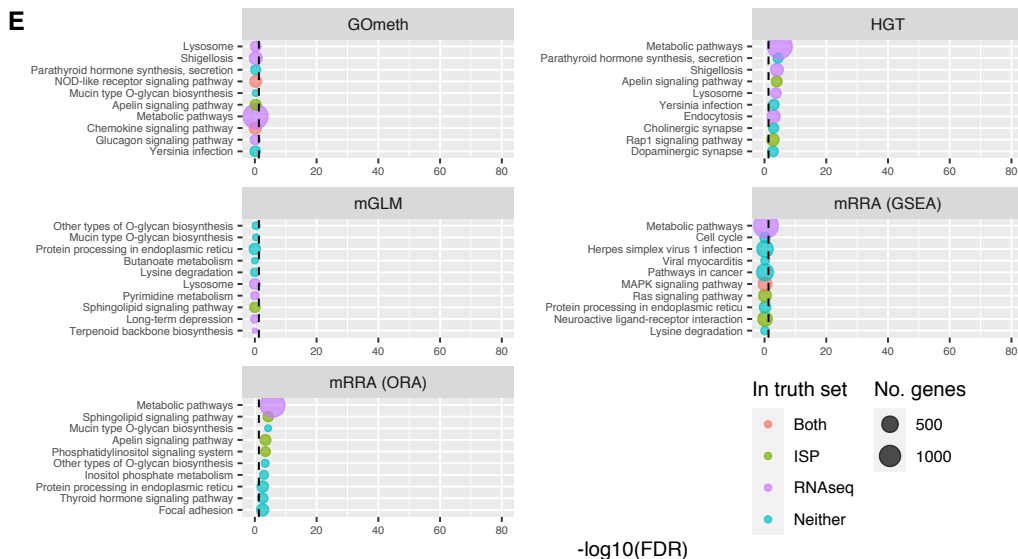 E
GOmeth
Lysosome
Shigellosis
Parathyroid hormone synthesis, secretion
NOD-like receptor signaling pathway
Mucin type O-glycan biosynthesis
Apelin signaling pathway
Metabolic pathways
Chemokine signaling pathway
Glucagon signaling pathway
Yersinia infection
0 20 40 60 80
HGT
Metabolic pathways
Parathyroid hormone synthesis, secretion
Shigellosis
Apelin signaling pathway
Lysosome
Yersinia infection
Endocytosis
Cholinergic synapse
Rap1 signaling pathway
Dopaminergic synapse
0 20 40 60 80
mGLM
Other types of O-glycan biosynthesis
Mucin type O-glycan biosynthesis
Protein processing in endoplasmic reticu
Butanoate metabolism
Lysine degradation
Lysosome
Pyrimidine metabolism
Sphingolipid signaling pathway
Long-term depression
Terpenoid backbone biosynthesis
0 20 40 60 80
mRRA (GSEA)
Metabolic pathways
Cell cycle
Herpes simplex virus 1 infection
Viral myocarditis
Pathways in cancer
MAPK signaling pathway
Ras signaling pathway
Protein processing in endoplasmic reticu
Neuroactive ligand-receptor interaction
Lysine degradation
0 20 40 60 80
mRRA (ORA)
Metabolic pathways
Sphingolipid signaling pathway
Mucin type O-glycan biosynthesis
Apelin signaling pathway
Phosphatidylinositol signaling system
Other types of O-glycan biosynthesis
Inositol phosphate metabolism
Protein processing in endoplasmic reticu
Thyroid hormone signaling pathway
Focal adhesion
0 20 40 60 80
In truth set
Both
ISP
RNAseq
Neither
No. genes
500
1000
-log10(FDR)